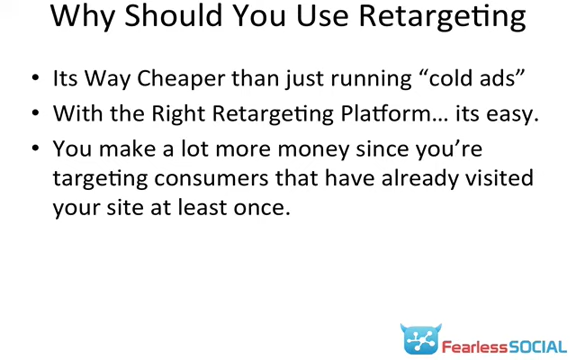 Why Should You Use Retargeting
• Its Way Cheaper than just running “cold ads”
• With the Right Retargeting Platform… its easy.
• You make a lot more money since you’re
targeting consumers that have already visited
your site at least once.
FearlessSOCIAL